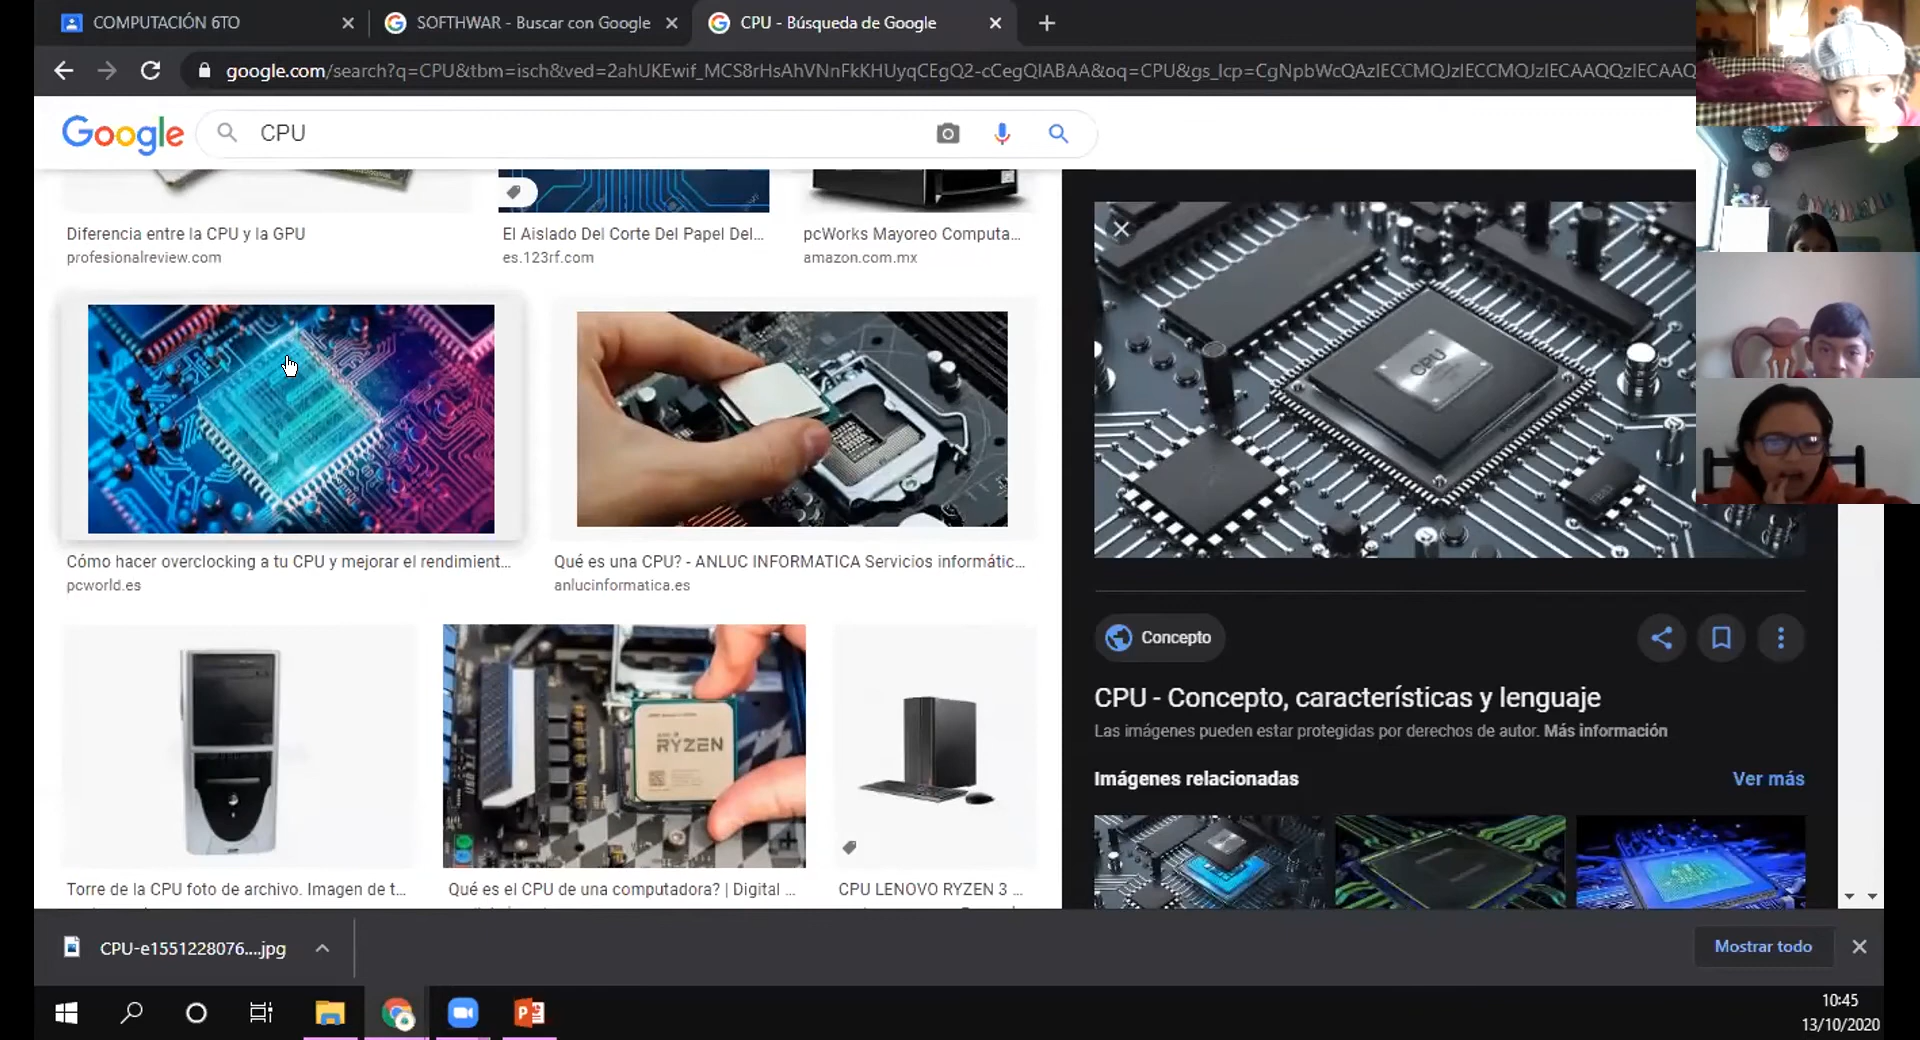 COMPUTACIÓN 6TO
SOFTHWAR - Buscar con Google
CPU - Búsqueda de Google
google.com/search?q=CPU&tbm=isch&ved=2ahUKEwif_MCS8rHsAhVNnFkKHUyqCEgQ2-cCegQIABAA&oq=CPU&gs_lcp=CgNpbWcQAzIECCMQJzIECCMQJzIECAAQQzIECAAQ
Google
CPU
Diferencia entre la CPU y la GPU
profesionalreview.com
El Aislado Del Corte Del Papel Del...
es.123rf.com
pcWorks Mayoreo Computa...
amazon.com.mx
CPU
Cómo hacer overclocking a tu CPU y mejorar el rendimient...
pcworld.es
Qué es una CPU? - ANLUC INFORMATICA Servicios informátic...
anlucinformatica.es
Concepto
CPU - Concepto, características y lenguaje
Las imágenes pueden estar protegidas por derechos de autor. Más información
Imágenes relacionadas
Ver más
RYZEN
Torre de la CPU foto de archivo. Imagen de t...
Qué es el CPU de una computadora? | Digital ...
CPU LENOVO RYZEN 3 ...
CPU-e1551228076....jpg
Mostrar todo
10:45
13/10/2020